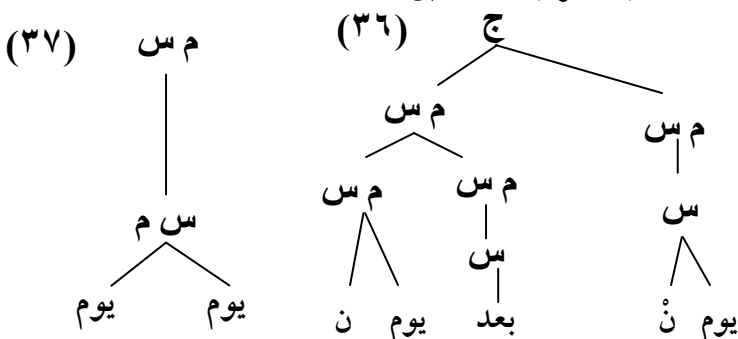 (٣٦) ج
م س م س
م س م س س
س
يوم نْ بعد يوم ن
(٣٧) م س
س م
يوم يوم